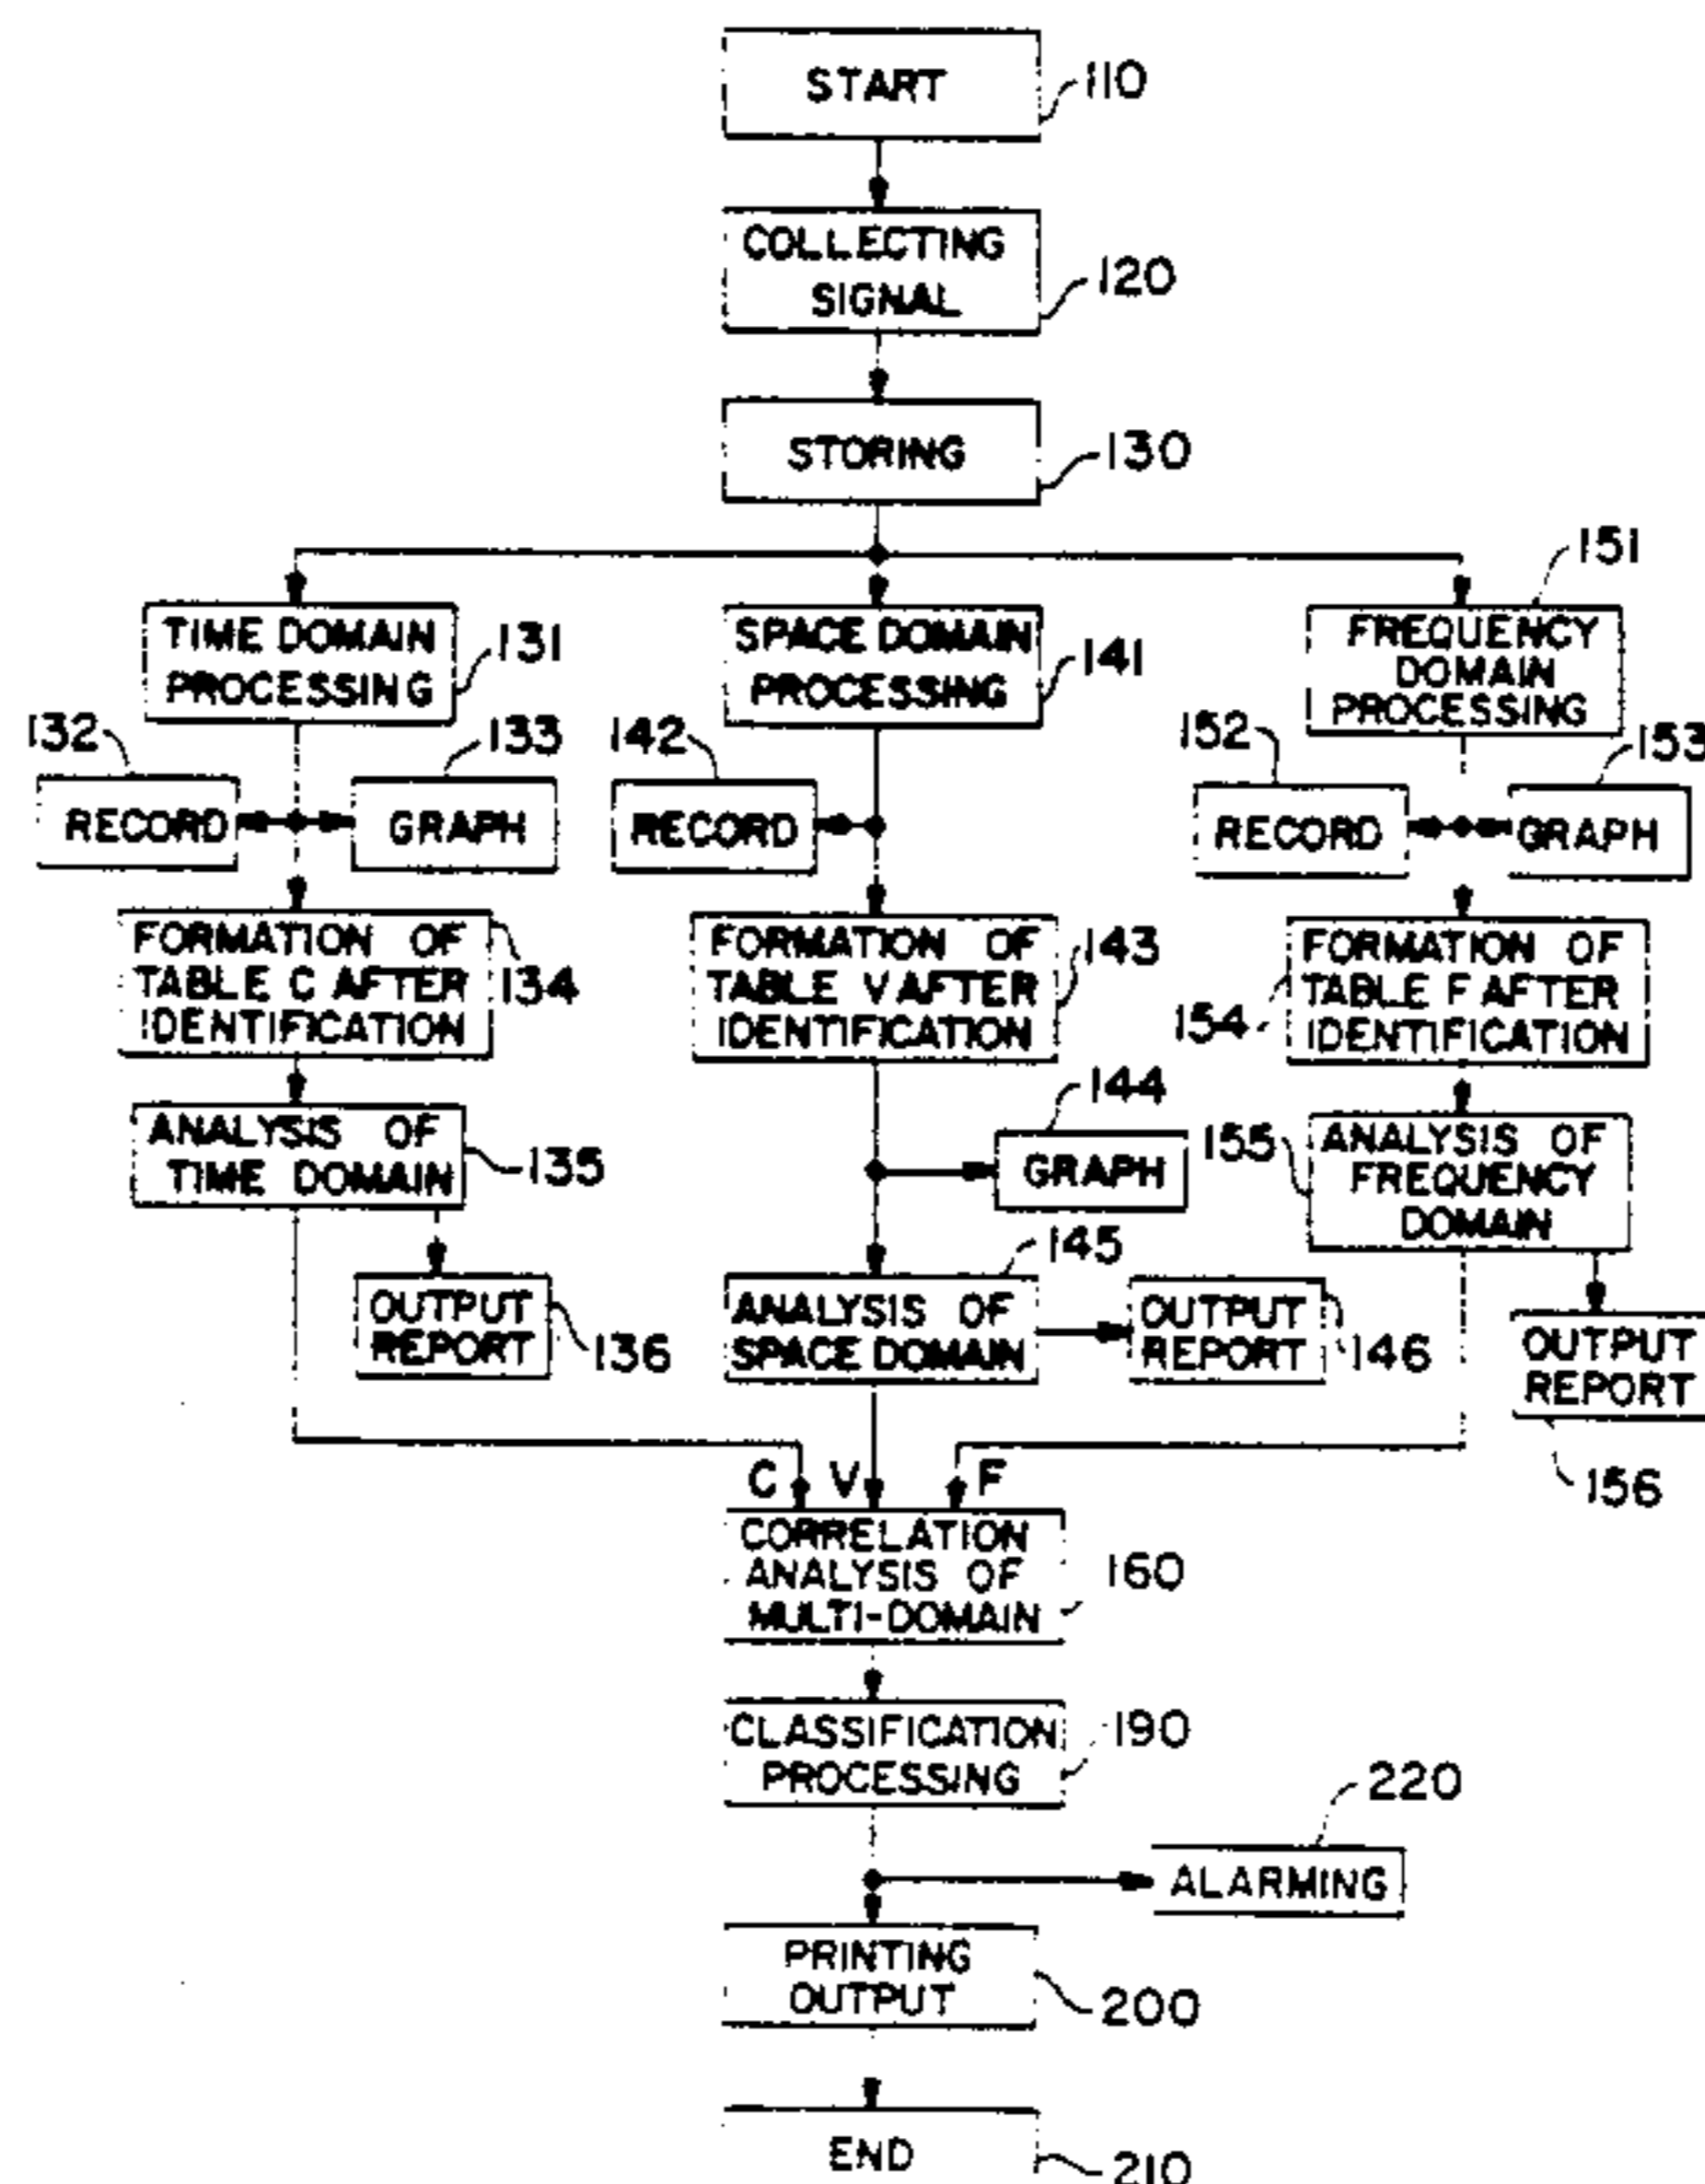 START
110
COLLECTING
SIGNAL
120
STORING
130
TIME DOMAIN
PROCESSING
131
SPACE DOMAIN
PROCESSING
141
151
FREQUENCY
DOMAIN
PROCESSING
132
RECORD
133
GRAPH
142
RECORD
152
RECORD
153
GRAPH
FORMATION OF
TABLE C AFTER
IDENTIFICATION
134
FORMATION OF
TABLE V AFTER
IDENTIFICATION
143
154
FORMATION OF
TABLE F AFTER
IDENTIFICATION
ANALYSIS OF
TIME DOMAIN
135
144
GRAPH
155
ANALYSIS OF
FREQUENCY
DOMAIN
OUTPUT
REPORT
136
145
ANALYSIS OF
SPACE DOMAIN
OUTPUT
REPORT
146
OUTPUT
REPORT
156
C V F
CORRELATION
ANALYSIS OF
MULTI-DOMAIN
160
CLASSIFICATION
PROCESSING
190
220
ALARMING
PRINTING
OUTPUT
200
END
210